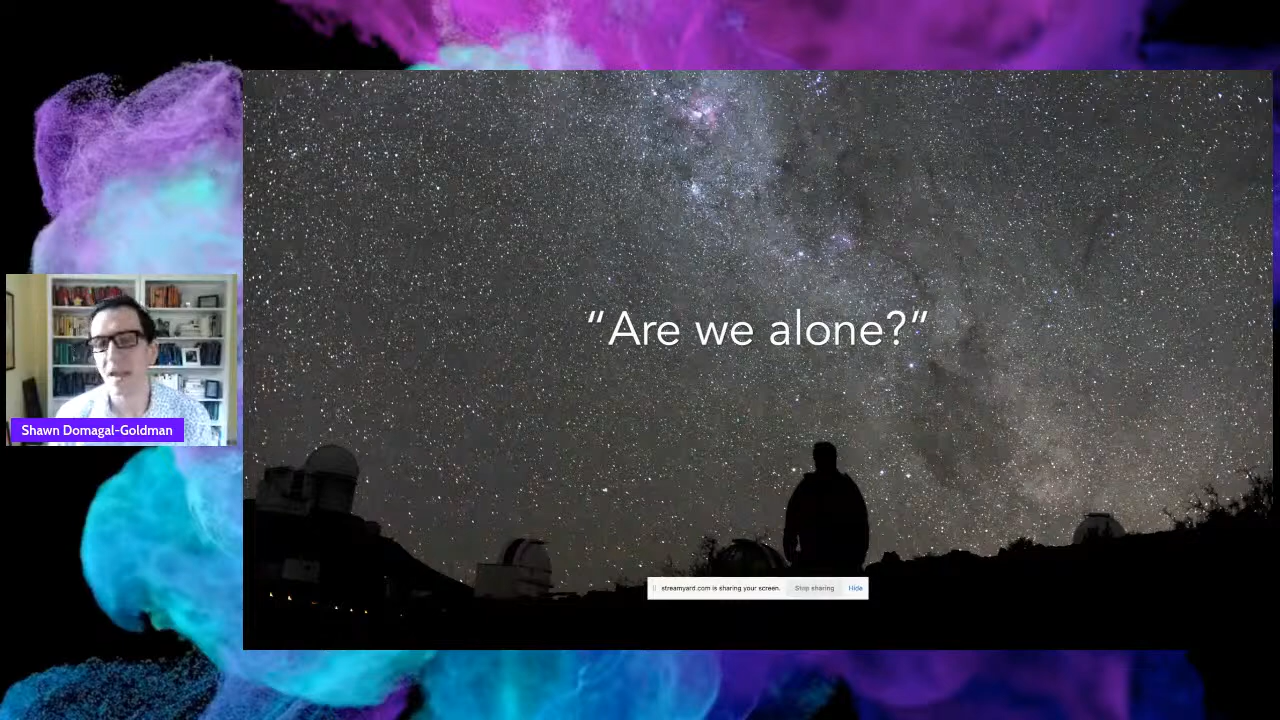 “Are we alone?“
Shawn Domagal-Goldman
streamyard.com is sharing your screen. Stop sharing Hide